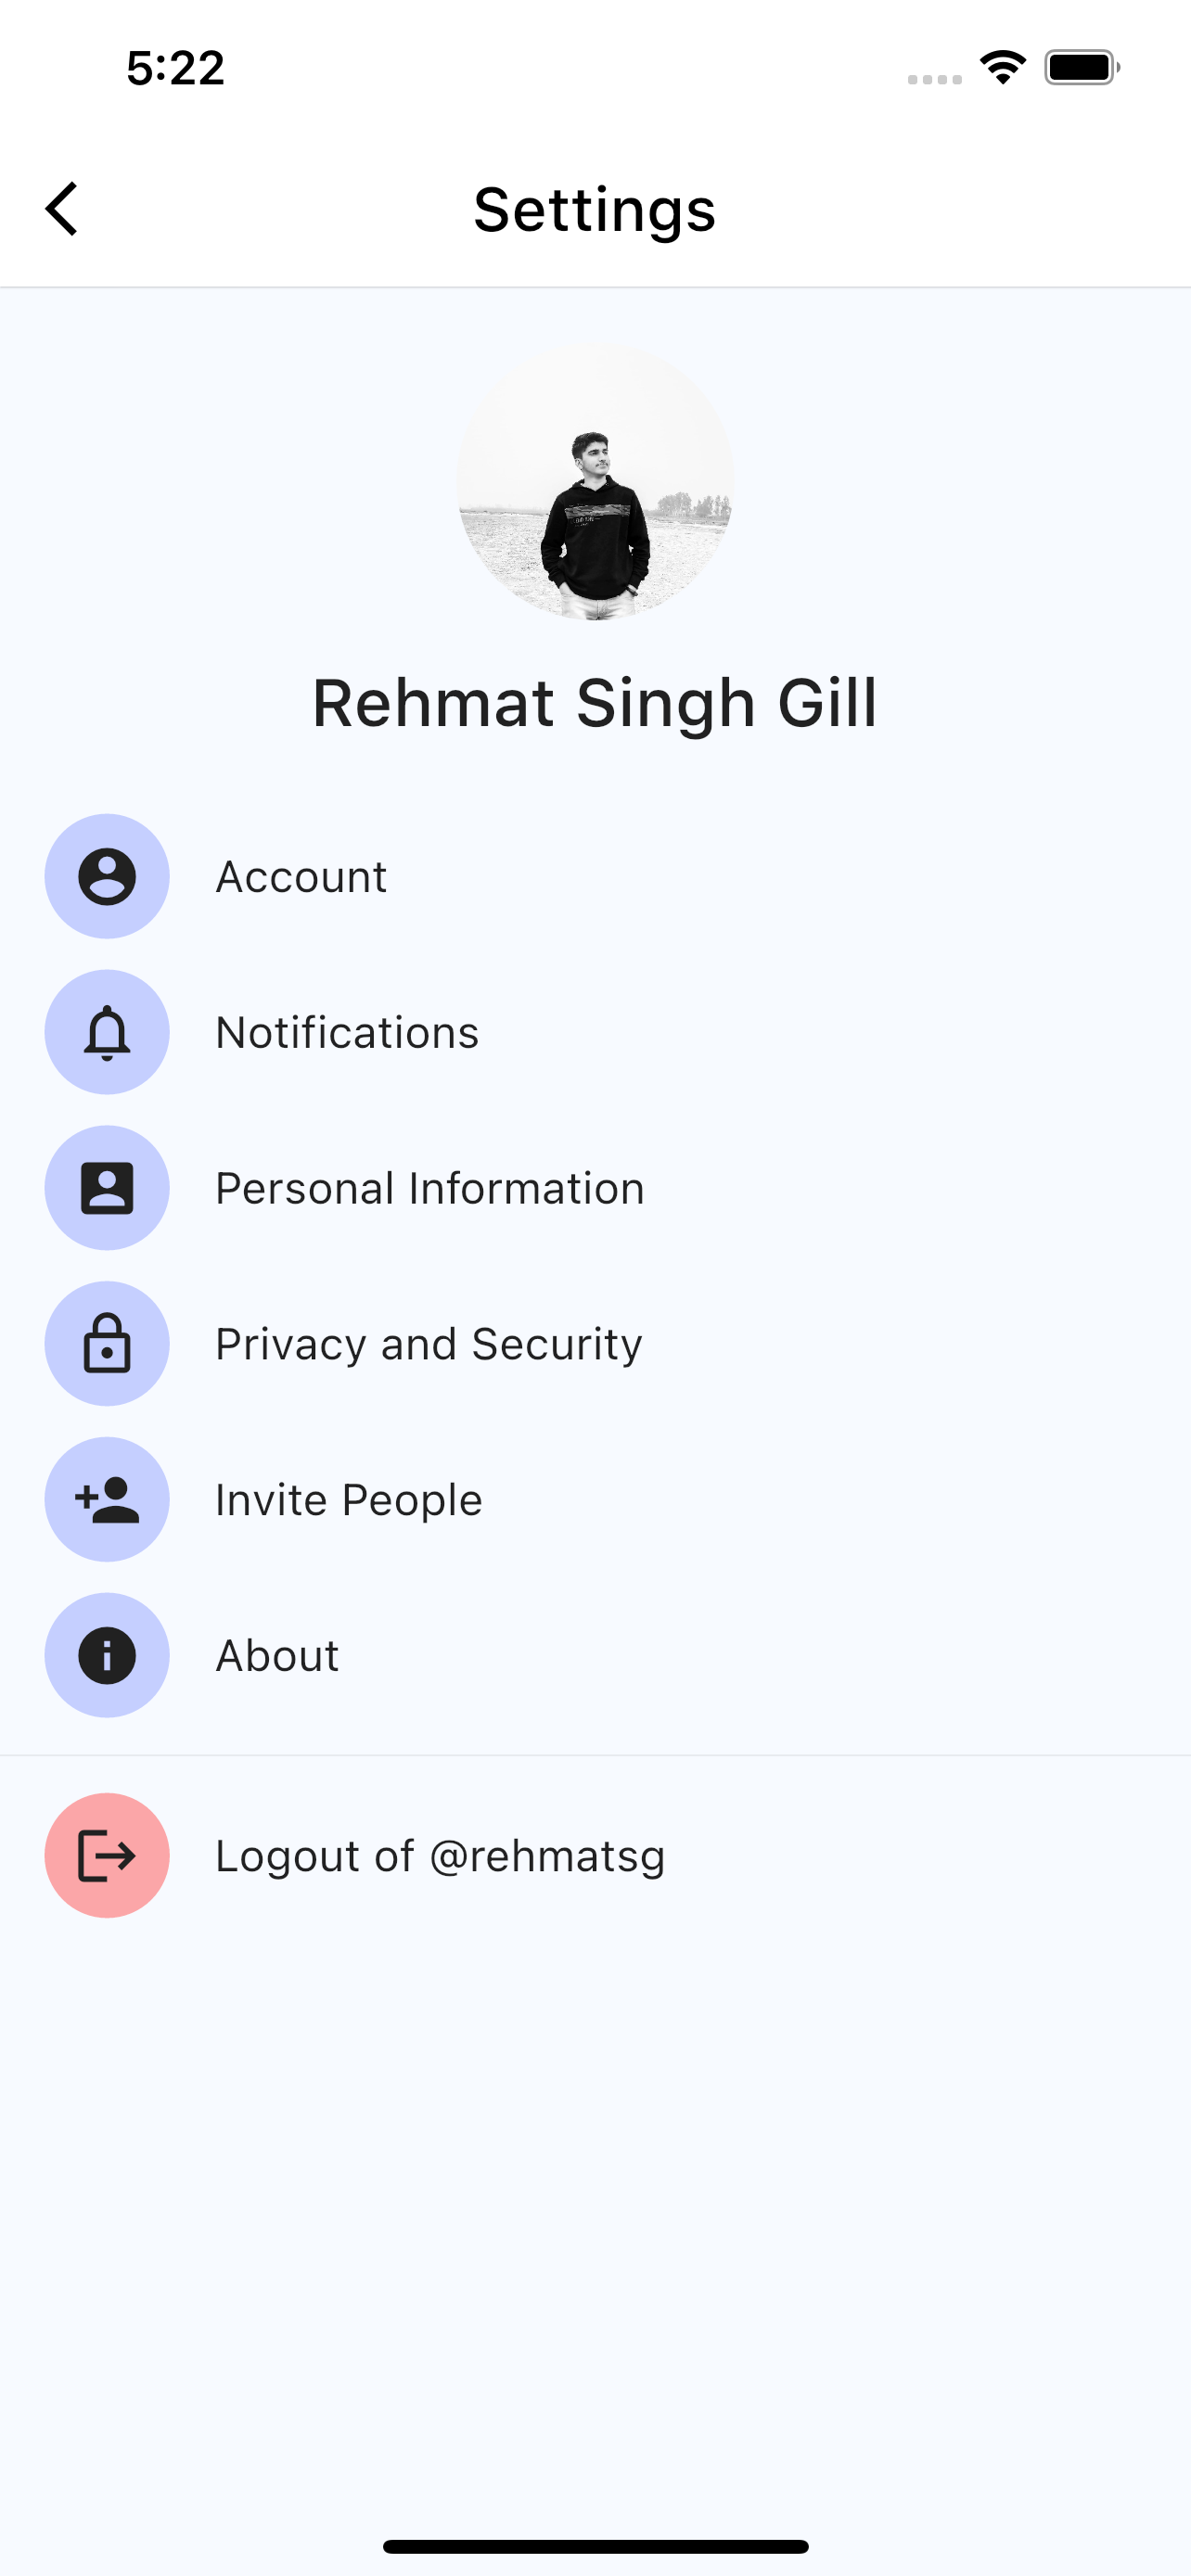 5:22
Settings
Rehmat Singh Gill
Account
Notifications
Personal Information
Privacy and Security
Invite People
About
Logout of @rehmatsg